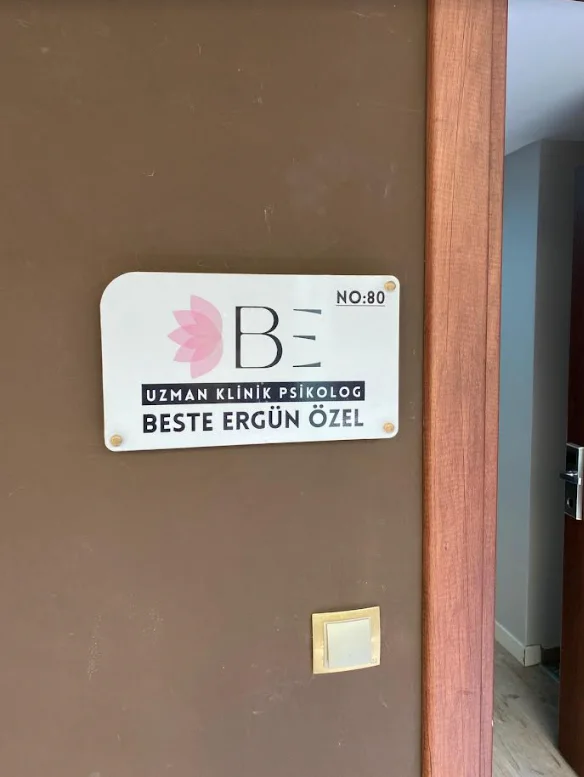 NO:80
BE
UZMAN KLİNİK PSİKOLOG
BESTE ERGÜN ÖZEL